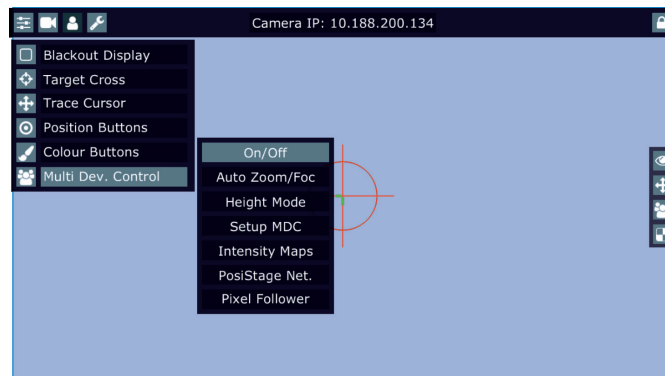 Camera IP: 10.188.200.134
Blackout Display
Target Cross
Trace Cursor
Position Buttons
Colour Buttons
Multi Dev. Control
On/Off
Auto Zoom/Foc
Height Mode
Setup MDC
Intensity Maps
PosiStage Net.
Pixel Follower